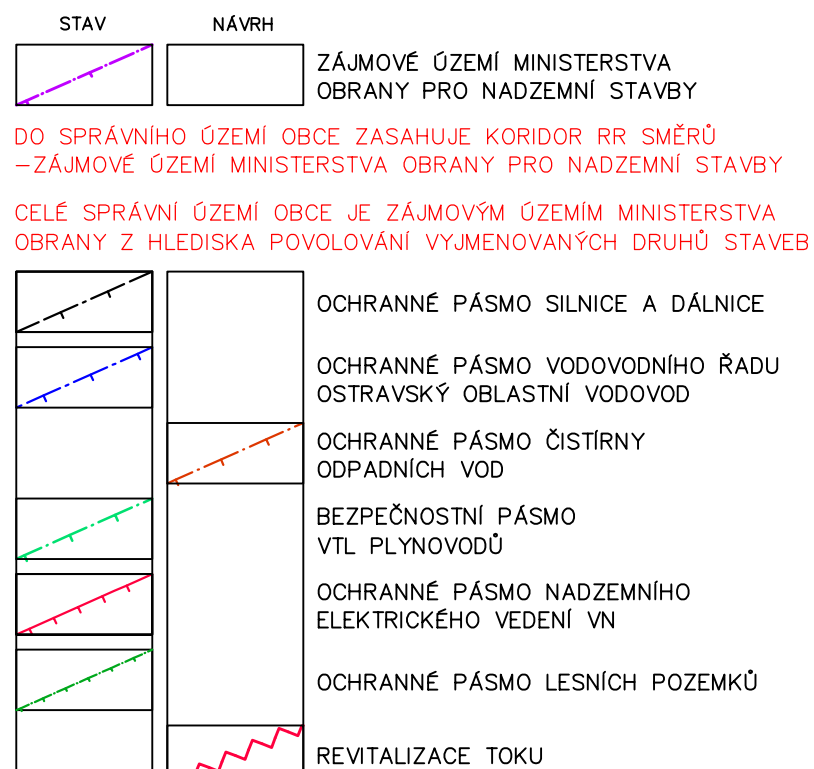 STAV NÁVRH
ZÁJMOVÉ ÚZEMÍ MINISTERSTVA
OBRANY PRO NADZEMNÍ STAVBY
DO SPRÁVNÍHO ÚZEMÍ OBCE ZASAHUJE KORIDOR RR SMĚRŮ
–ZÁJMOVÉ ÚZEMÍ MINISTERSTVA OBRANY PRO NADZEMNÍ STAVBY
CELÉ SPRÁVNÍ ÚZEMÍ OBCE JE ZÁJMOVÝM ÚZEMÍM MINISTERSTVA
OBRANY Z HLEDISKA POVOLOVÁNÍ VYJMENOVANÝCH DRUHŮ STAVEB
OCHRANNÉ PÁSMO SILNICE A DÁLNICE
OCHRANNÉ PÁSMO VODOVODNÍHO ŘADU
OSTRAVSKÝ OBLASTNÍ VODOVOD
OCHRANNÉ PÁSMO ČISTÍRNY
ODPADNÍCH VOD
BEZPEČNOSTNÍ PÁSMO
VTL PLYNOVODŮ
OCHRANNÉ PÁSMO NADZEMNÍHO
ELEKTRICKÉHO VEDENÍ VN
OCHRANNÉ PÁSMO LESNÍCH POZEMKŮ
REVITALIZACE TOKU